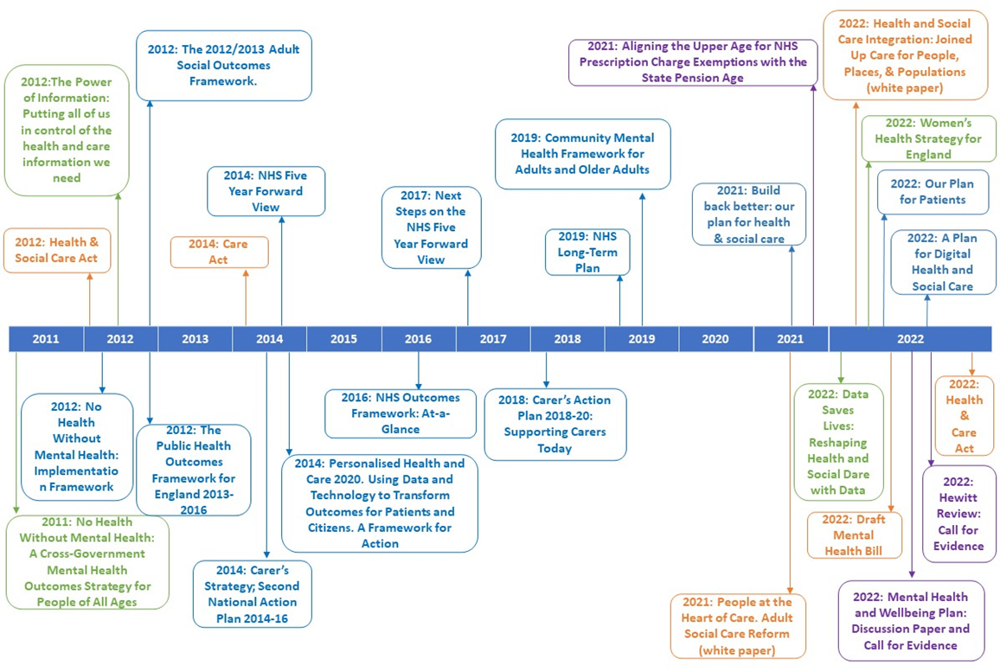 2012:The Power
of Information:
Putting all of us
in control of the
health and care
information we
need
2012: The 2012/2013 Adult
Social Outcomes
Framework.
2021: Aligning the Upper Age for NHS
Prescription Charge Exemptions with the
State Pension Age
2022: Health and Social
Care Integration: Joined
Up Care for People,
Places, & Populations
(white paper)
2022: Women's
Health Strategy for
England
2019: Community Mental
Health Framework for
Adults and Older Adults
2014: NHS Five
Year Forward
View
2017: Next
Steps on the
NHS Five
Year Forward
View
2021: Build
back better: our
plan for health
& social care
2022: Our Plan
for Patients
2012: Health &
Social Care Act
2014: Care
Act
2019: NHS
Long-Term
Plan
2022: A Plan
for Digital
Health and
Social Care
2011 2012 2013 2014 2015 2016 2017 2018 2019 2020 2021 2022
2012: No
Health
Without
Mental Health:
Implementatio
n Framework
2012: The
Public Health
Outcomes
Framework for
England 2013-
2016
2016: NHS Outcomes
Framework: At-a-
Glance
2018: Carer's Action
Plan 2018-20:
Supporting Carers
Today
2022: Data
Saves
Lives:
Reshaping
Health and
Social Dare
with Data
2022:
Health
&
Care
Act
2014: Personalised Health and
Care 2020. Using Data and
Technology to Transform
Outcomes for Patients and
Citizens. A Framework for
Action
2022:
Hewitt
Review:
Call for
Evidence
2011: No Health
Without Mental Health:
A Cross-Government
Mental Health
Outcomes Strategy for
People of All Ages
2022: Draft
Mental
Health Bill
2014: Carer's
Strategy; Second
National Action
Plan 2014-16
2021: People at the
Heart of Care. Adult
Social Care Reform
(white paper)
2022: Mental Health
and Wellbeing Plan:
Discussion Paper and
Call for Evidence